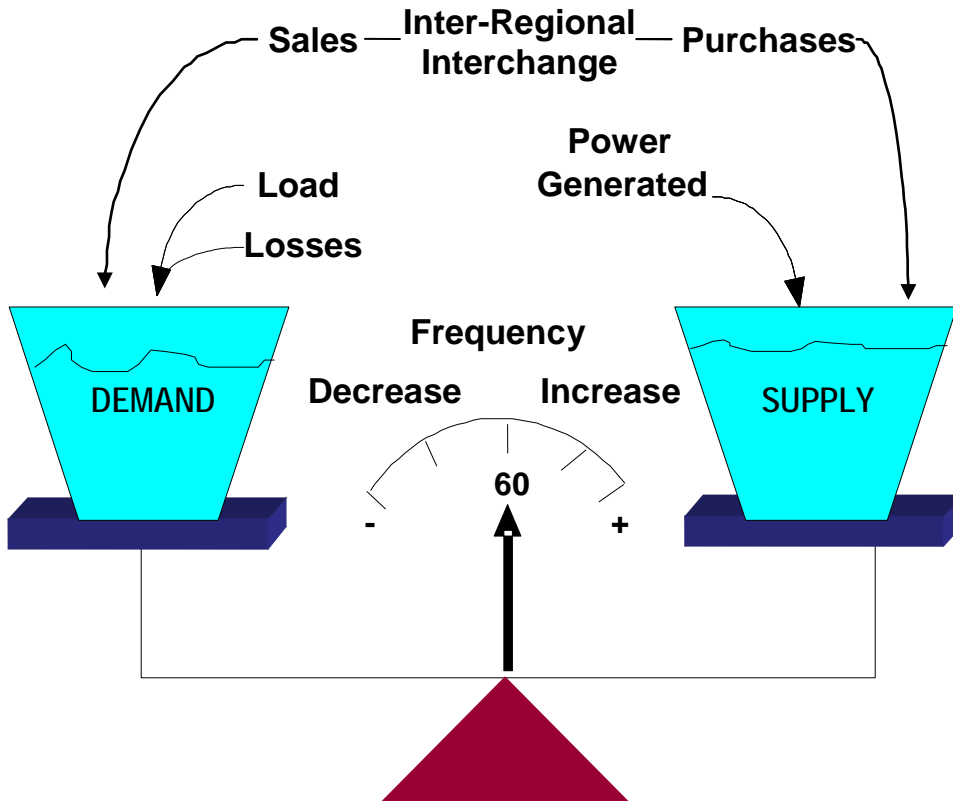 Sales
Inter-Regional
Interchange
Purchases
Power
Generated
Load
Losses
Frequency
Decrease
Increase
DEMAND
SUPPLY
60
-
+